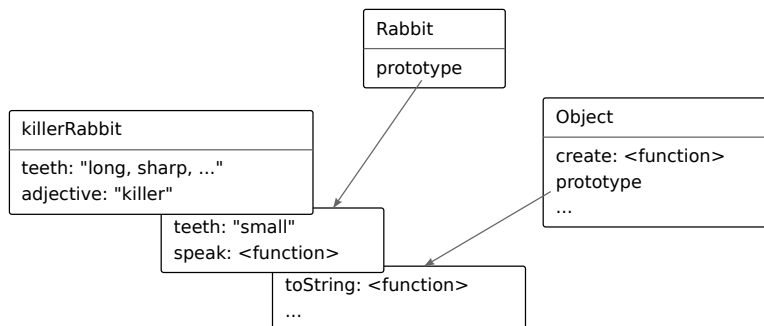 Rabbit
prototype
Object
create: <function>
prototype
...
killerRabbit
teeth: "long, sharp, ..."
adjective: "killer"
teeth: "small"
speak: <function>
toString: <function>
...